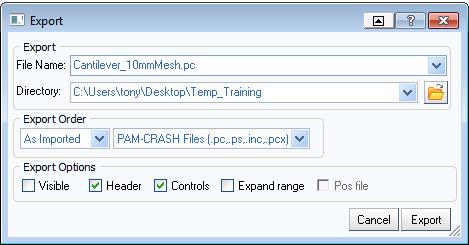 Export
Export
File Name: Cantilever_10mmMesh.pc
Directory: C:\Users\tony\Desktop\Temp_Training
Export Order
As Imported PAM-CRASH Files (.pc,.ps,.inc,.pcx)
Export Options
Visible Header Controls Expand range Pos file
Cancel Export